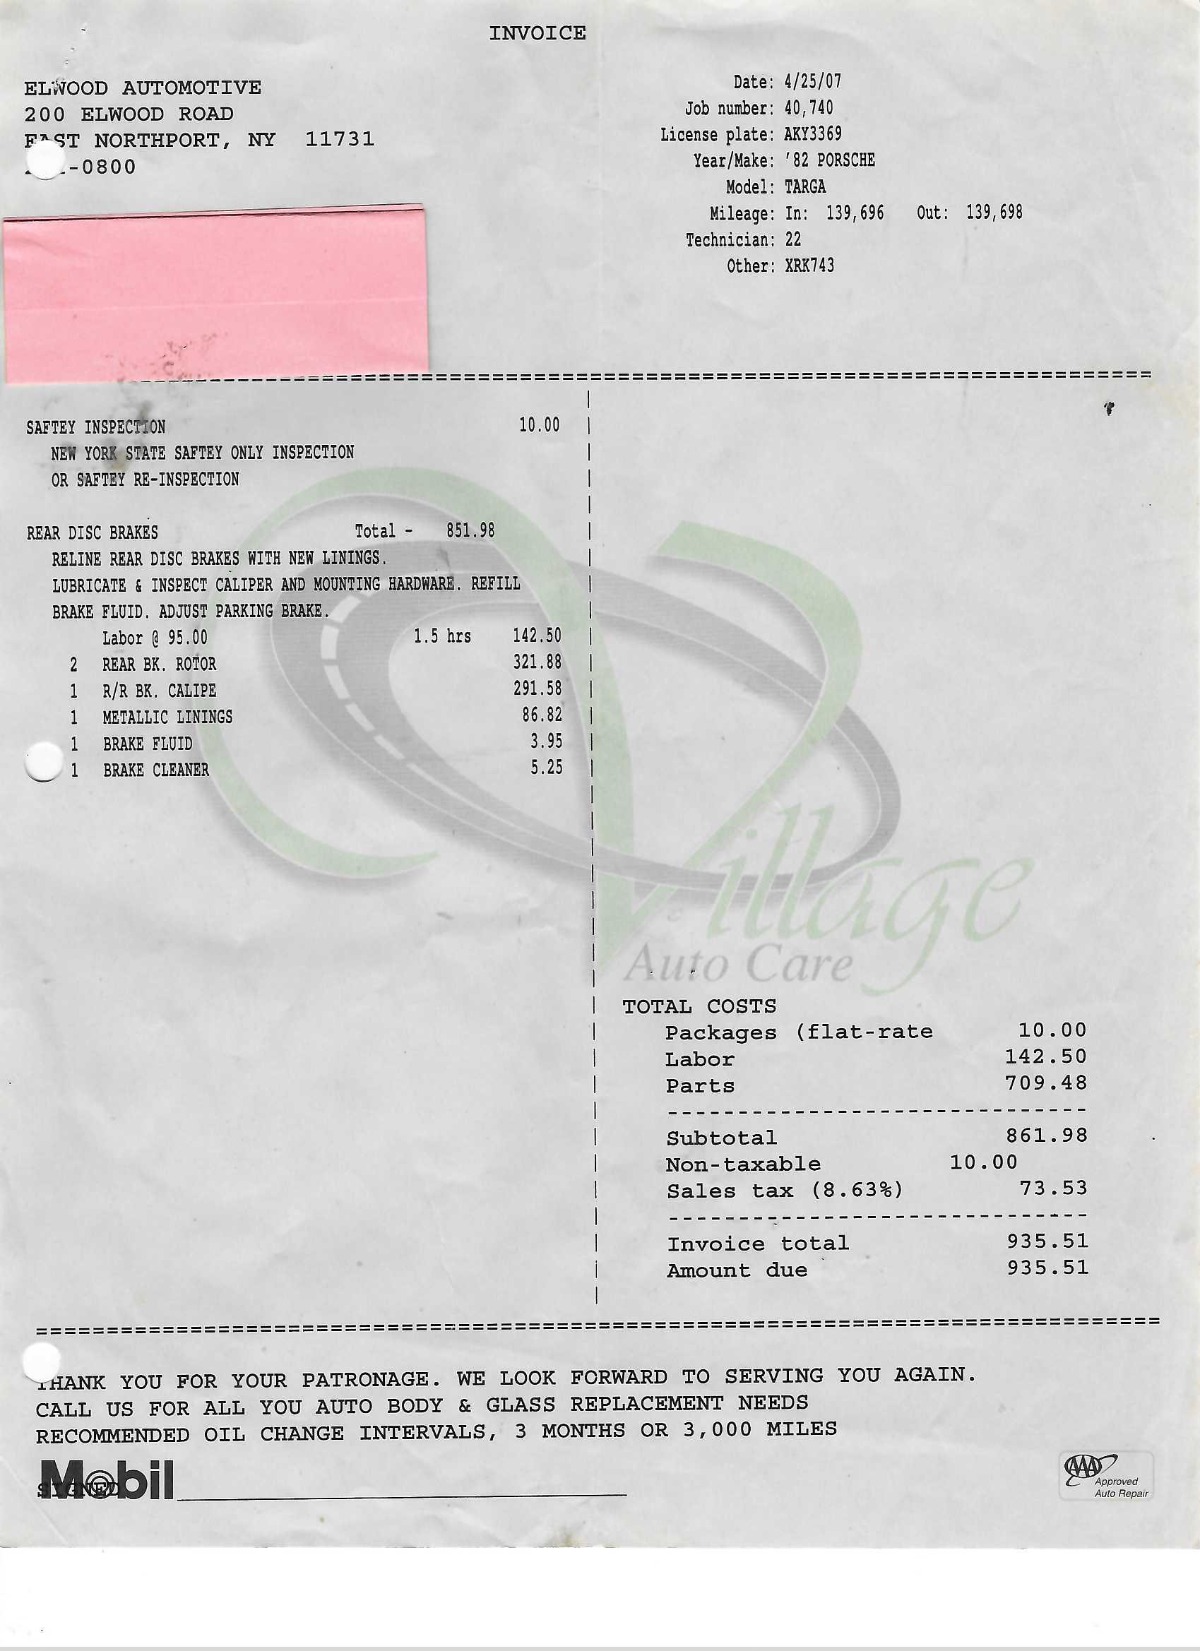 INVOICE
ELWOOD AUTOMOTIVE
200 ELWOOD ROAD
EAST NORTHPORT, NY 11731
-0800
Date: 4/25/07
Job number: 40,740
License plate: AKY3369
Year/Make: '82 PORSCHE
Model: TARGA
Mileage: In: 139,696 Out: 139,698
Technician: 22
Other: XRK743
SAFTEY INSPECTION 10.00
NEW YORK STATE SAFTEY ONLY INSPECTION
OR SAFTEY RE-INSPECTION
REAR DISC BRAKES Total - 851.98
RELINE REAR DISC BRAKES WITH NEW LININGS.
LUBRICATE & INSPECT CALIPER AND MOUNTING HARDWARE. REFILL
BRAKE FLUID. ADJUST PARKING BRAKE.
Labor @ 95.00 1.5 hrs 142.50
2 REAR BK. ROTOR 321.88
1 R/R BK. CALIPE 291.58
1 METALLIC LININGS 86.82
1 BRAKE FLUID 3.95
1 BRAKE CLEANER 5.25
Village
Auto Care
TOTAL COSTS
Packages (flat-rate 10.00
Labor 142.50
Parts 709.48
Subtotal 861.98
Non-taxable 10.00
Sales tax (8.63%) 73.53
Invoice total 935.51
Amount due 935.51
THANK YOU FOR YOUR PATRONAGE. WE LOOK FORWARD TO SERVING YOU AGAIN.
CALL US FOR ALL YOU AUTO BODY & GLASS REPLACEMENT NEEDS
RECOMMENDED OIL CHANGE INTERVALS, 3 MONTHS OR 3,000 MILES
Mobil
SIGNED
AAA
Approved
Auto Repair